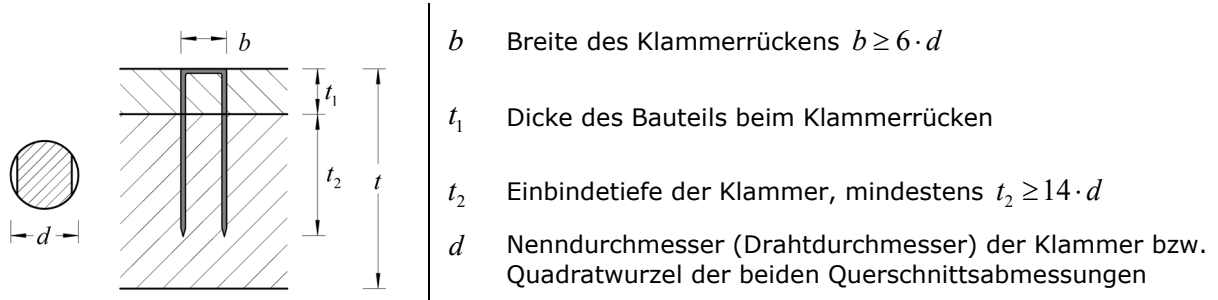 b
t₁
t₂
t
d
b Breite des Klammerrückens b ≥ 6 · d
t₁ Dicke des Bauteils beim Klammerrücken
t₂ Einbindetiefe der Klammer, mindestens t₂ ≥ 14 · d
d Nenndurchmesser (Drahtdurchmesser) der Klammer bzw.
Quadratwurzel der beiden Querschnittsabmessungen